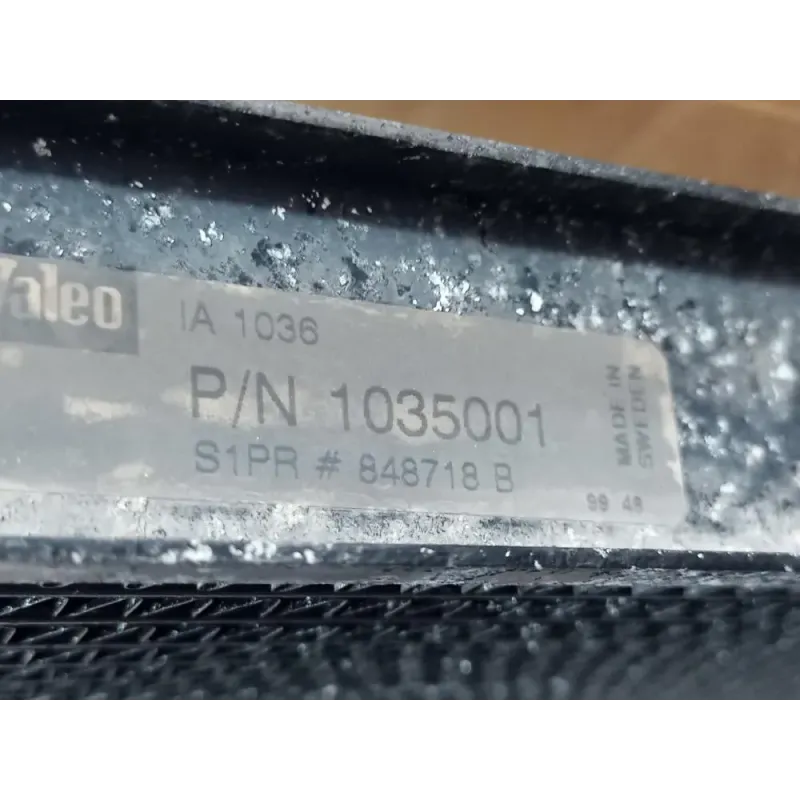 Valeo
IA 1036
P/N 1035001
S1PR # 848718 B
MADE IN
SWEDEN
99 48